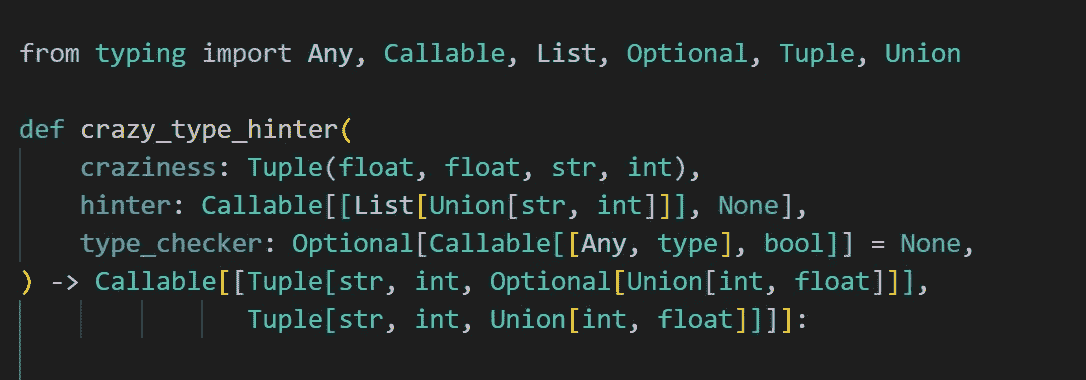 from typing import Any, Callable, List, Optional, Tuple, Union
def crazy_type_hinter(
craziness: Tuple(float, float, str, int),
hinter: Callable[[List[Union[str, int]]], None],
type_checker: Optional[Callable[[Any, type], bool]] = None,
) -> Callable[[Tuple[str, int, Optional[Union[int, float]]],
Tuple[str, int, Union[int, float]]]]: